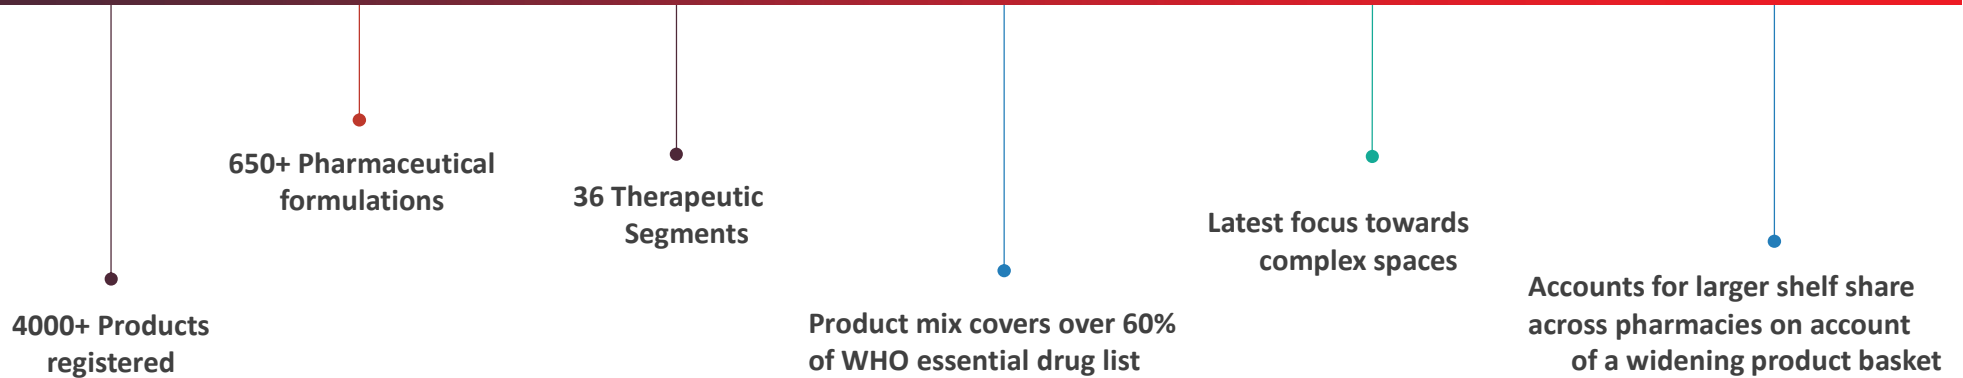 4000+ Products
registered
650+ Pharmaceutical
formulations
36 Therapeutic
Segments
Product mix covers over 60%
of WHO essential drug list
Latest focus towards
complex spaces
Accounts for larger shelf share
across pharmacies on account
of a widening product basket